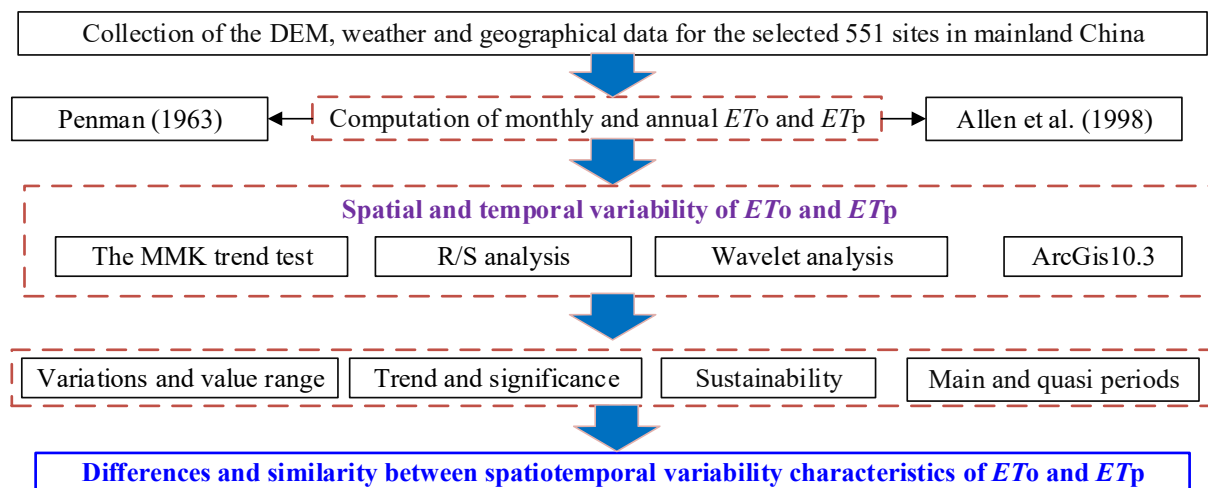 Collection of the DEM, weather and geographical data for the selected 551 sites in mainland China
Penman (1963)
Computation of monthly and annual ETo and ETp
Allen et al. (1998)
Spatial and temporal variability of ETo and ETp
The MMK trend test
R/S analysis
Wavelet analysis
ArcGis10.3
Variations and value range
Trend and significance
Sustainability
Main and quasi periods
Differences and similarity between spatiotemporal variability characteristics of ETo and ETp